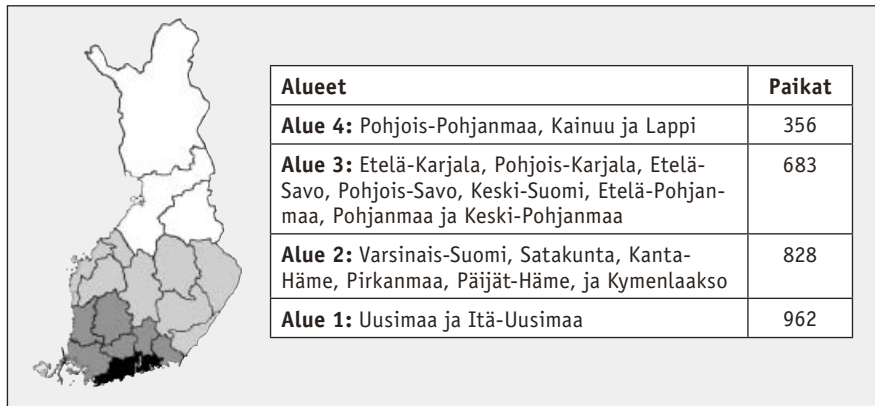 Alueet Paikat
Alue 4: Pohjois-Pohjanmaa, Kainuu ja Lappi 356
Alue 3: Etelä-Karjala, Pohjois-Karjala, Etelä- 683
Savo, Pohjois-Savo, Keski-Suomi, Etelä-Pohjan-
maa, Pohjanmaa ja Keski-Pohjanmaa
Alue 2: Varsinais-Suomi, Satakunta, Kanta- 828
Häme, Pirkanmaa, Päijät-Häme, ja Kymenlaakso
Alue 1: Uusimaa ja Itä-Uusimaa 962